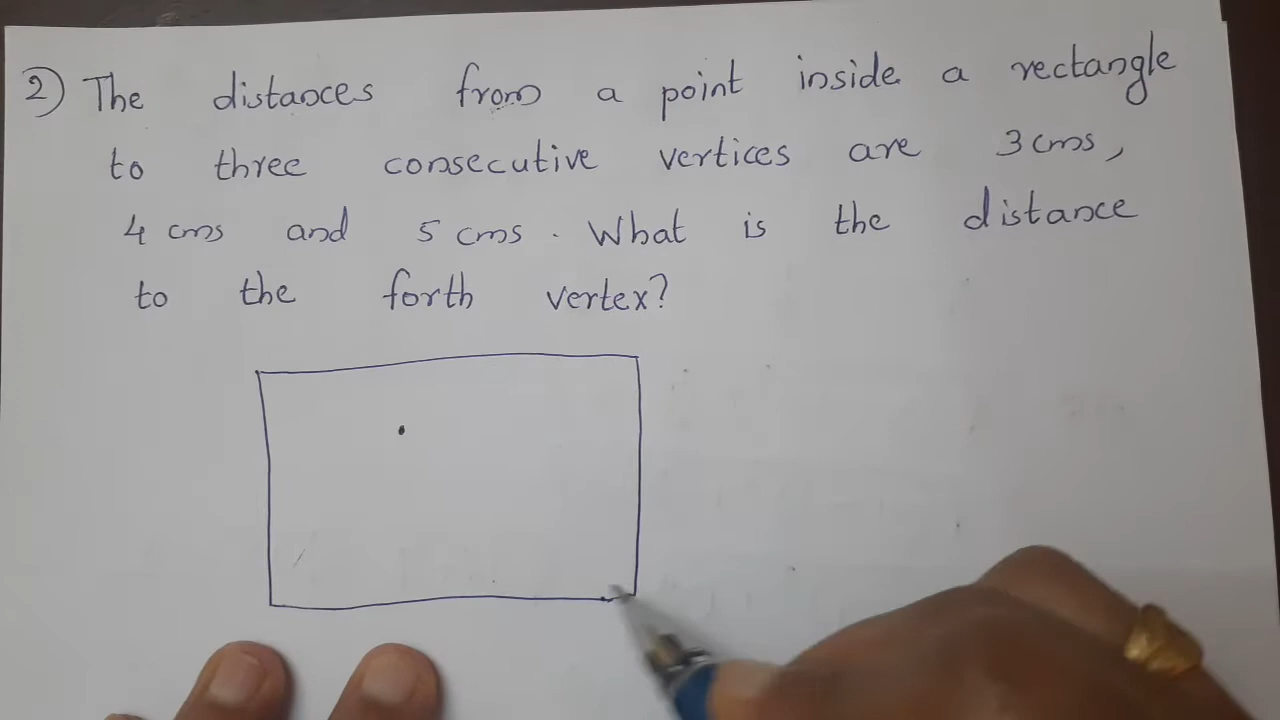 2) The distances from a point inside a rectangle
to three consecutive vertices are 3 cms,
4 cms and 5 cms. What is the distance
to the forth vertex?